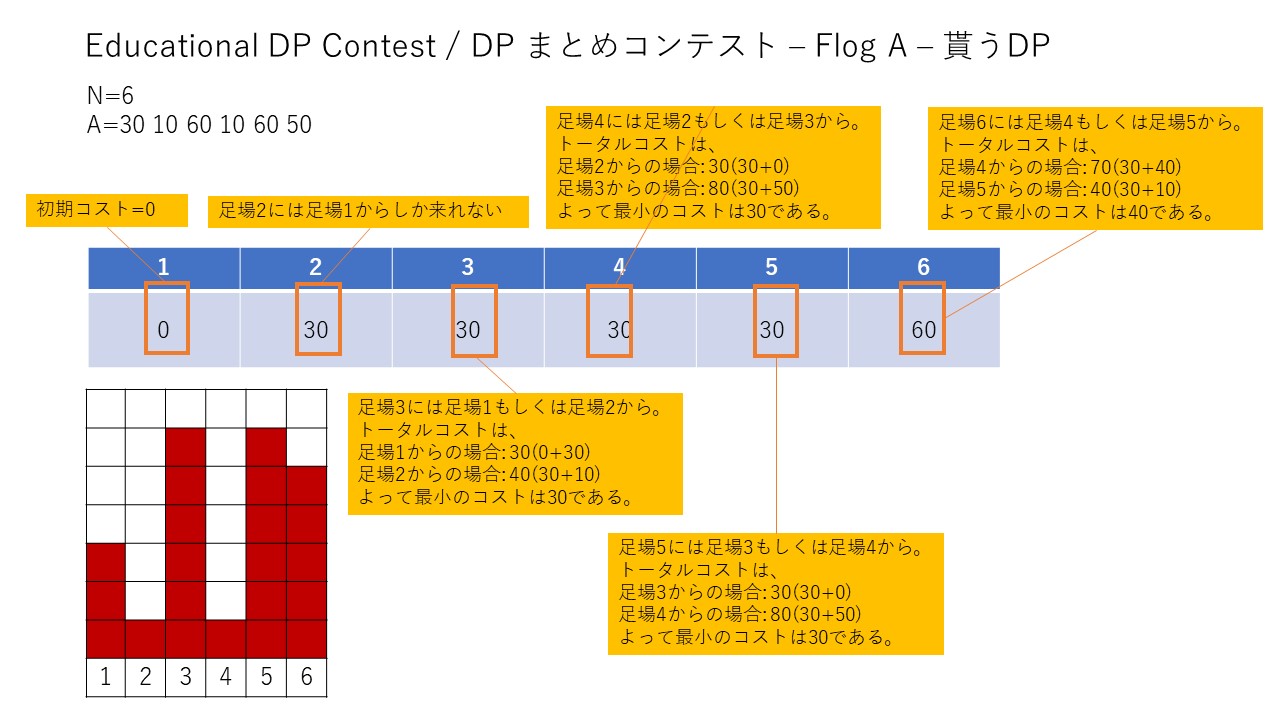 Educational DP Contest / DP まとめコンテスト – Flog A – 貰うDP
N=6
A=30 10 60 10 60 50
足場4には足場2もしくは足場3から。
トータルコストは、
足場2からの場合:30(30+0)
足場3からの場合:80(30+50)
よって最小のコストは30である。
足場6には足場4もしくは足場5から。
トータルコストは、
足場4からの場合:70(30+40)
足場5からの場合:40(30+10)
よって最小のコストは40である。
初期コスト=0
足場2には足場1からしか来れない
1 2 3 4 5 6
0 30 30 30 30 60
足場3には足場1もしくは足場2から。
トータルコストは、
足場1からの場合:30(0+30)
足場2からの場合:40(30+10)
よって最小のコストは30である。
足場5には足場3もしくは足場4から。
トータルコストは、
足場3からの場合:30(30+0)
足場4からの場合:80(30+50)
よって最小のコストは30である。
1 2 3 4 5 6